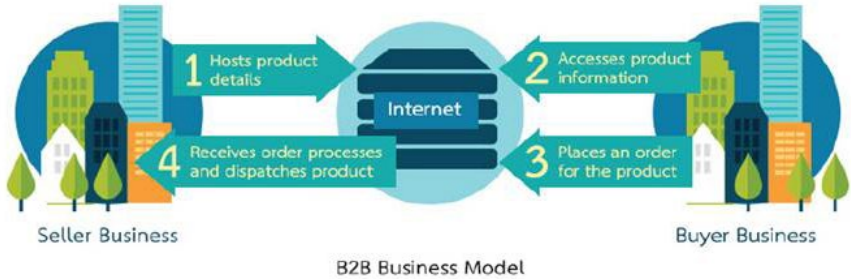 1 Hosts product
details
2 Accesses product
information
Internet
4 Receives order processes
and dispatches product
3 Places an order
for the product
Seller Business
Buyer Business
B2B Business Model